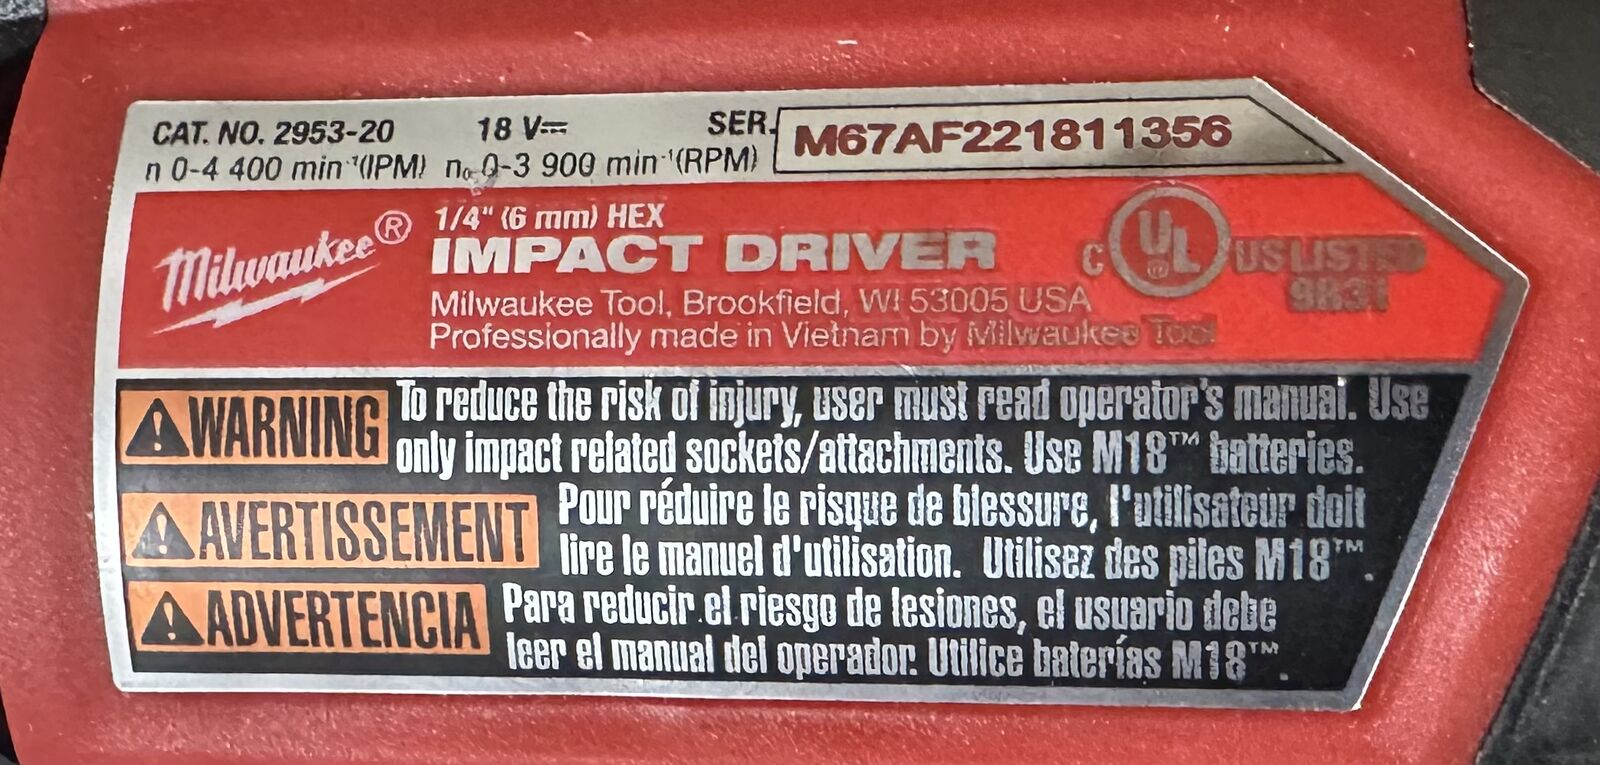 CAT. NO. 2953-20 18 V⎓ SER. M67AF221811356
n 0-4 400 min⁻¹(IPM) n₀ 0-3 900 min⁻¹(RPM)
Milwaukee®
1/4" (6 mm) HEX
IMPACT DRIVER
Milwaukee Tool, Brookfield, WI 53005 USA
Professionally made in Vietnam by Milwaukee Tool
C UL US LISTED
9R31
WARNING To reduce the risk of injury, user must read operator's manual. Use
only impact related sockets/attachments. Use M18™ batteries.
AVERTISSEMENT Pour réduire le risque de blessure, l'utilisateur doit
lire le manuel d'utilisation. Utilisez des piles M18™.
ADVERTENCIA Para reducir el riesgo de lesiones, el usuario debe
leer el manual del operador. Utilice baterías M18™.